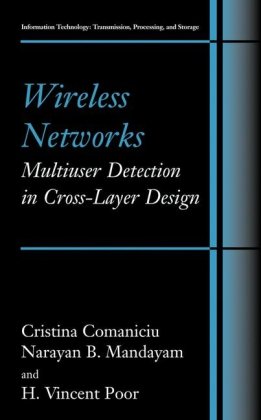 Information Technology: Transmission, Processing, and Storage
Wireless
Networks
Multiuser Detection
in Cross-Layer Design
Cristina Comaniciu
Narayan B. Mandayam
and
H. Vincent Poor